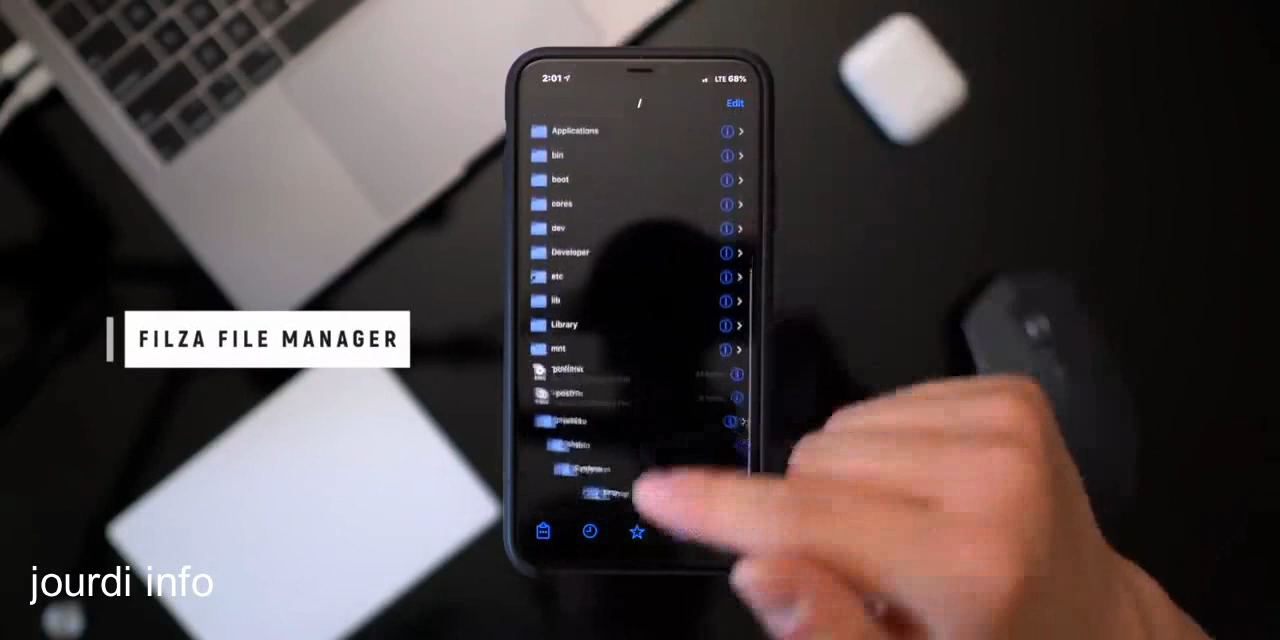 2:01
LTE 68%
/
Edit
Applications
bin
boot
cores
dev
Developer
etc
lib
Library
mnt
FILZA FILE MANAGER
jourdi info